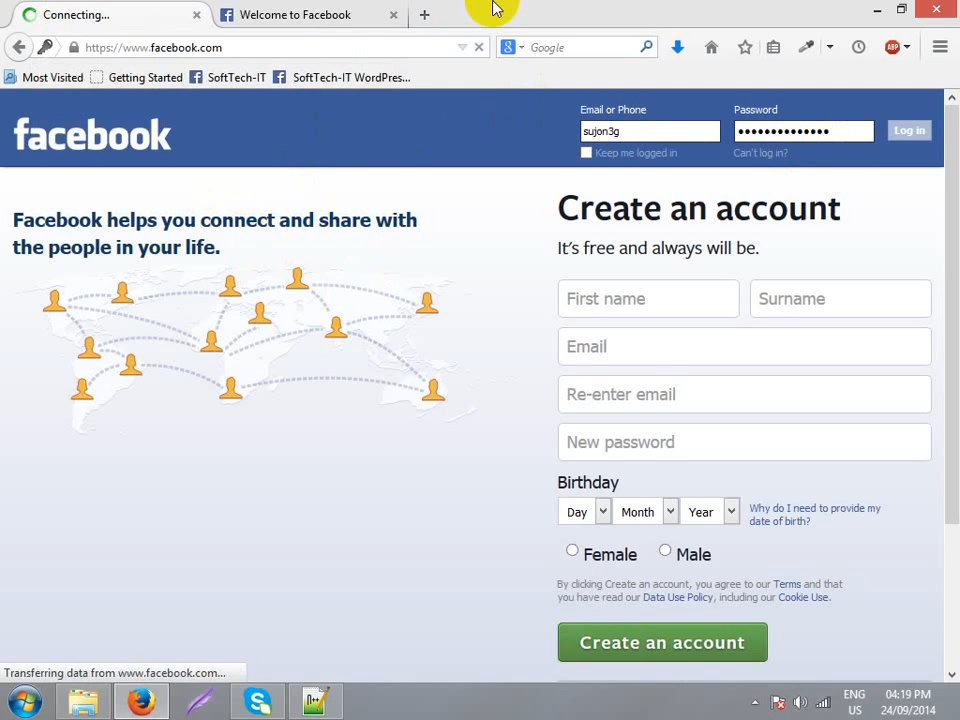 Connecting...
Welcome to Facebook
https://www.facebook.com
Google
ABP
Most Visited
Getting Started
SoftTech-IT
SoftTech-IT WordPres...
facebook
Email or Phone
Password
sujon3g
Log in
Keep me logged in
Can't log in?
Facebook helps you connect and share with
the people in your life.
Create an account
It's free and always will be.
First name
Surname
Email
Re-enter email
New password
Birthday
Day
Month
Year
Why do I need to provide my
date of birth?
Female
Male
By clicking Create an account, you agree to our Terms and that
you have read our Data Use Policy, including our Cookie Use.
Create an account
Transferring data from www.facebook.com...
ENG
US
04:19 PM
24/09/2014